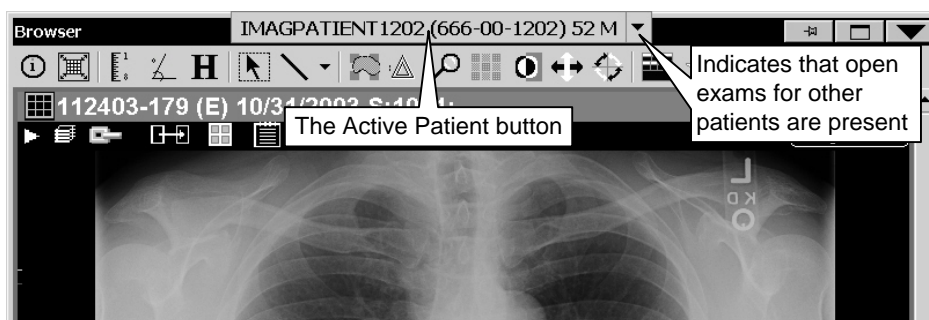 Browser
IMAGPATIENT1202 (666-00-1202) 52 M
H
Indicates that open
exams for other
patients are present
112403-179 (E) 10/31/2003
The Active Patient button
L
KD